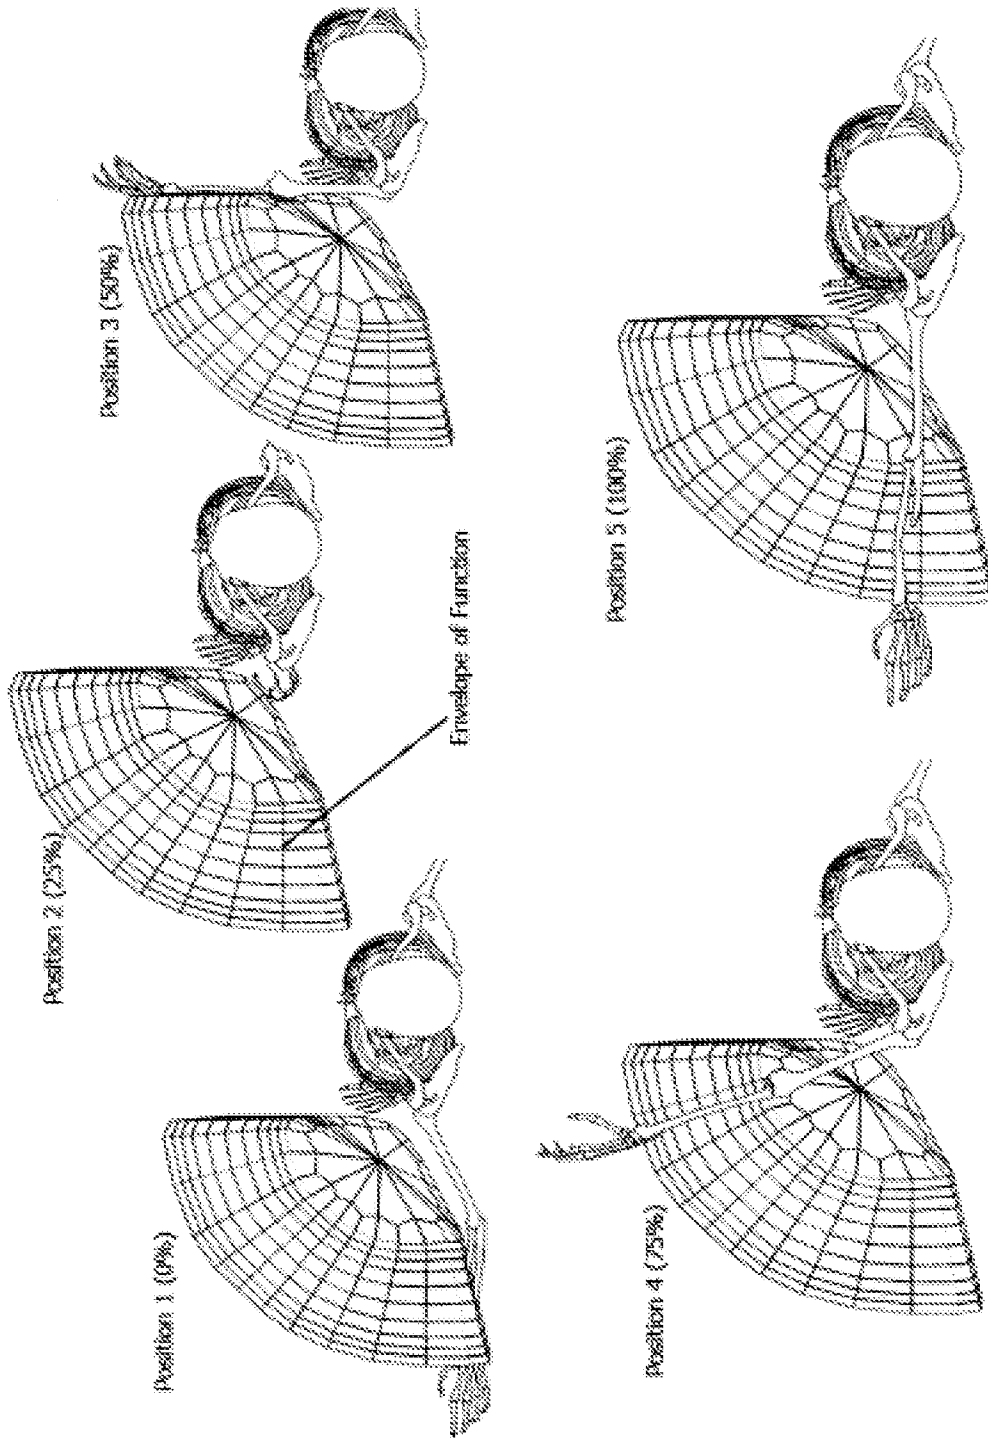 Position 1 (0%)
Position 2 (25%)
Position 3 (50%)
Envelope of Function
Position 4 (75%)
Position 5 (100%)